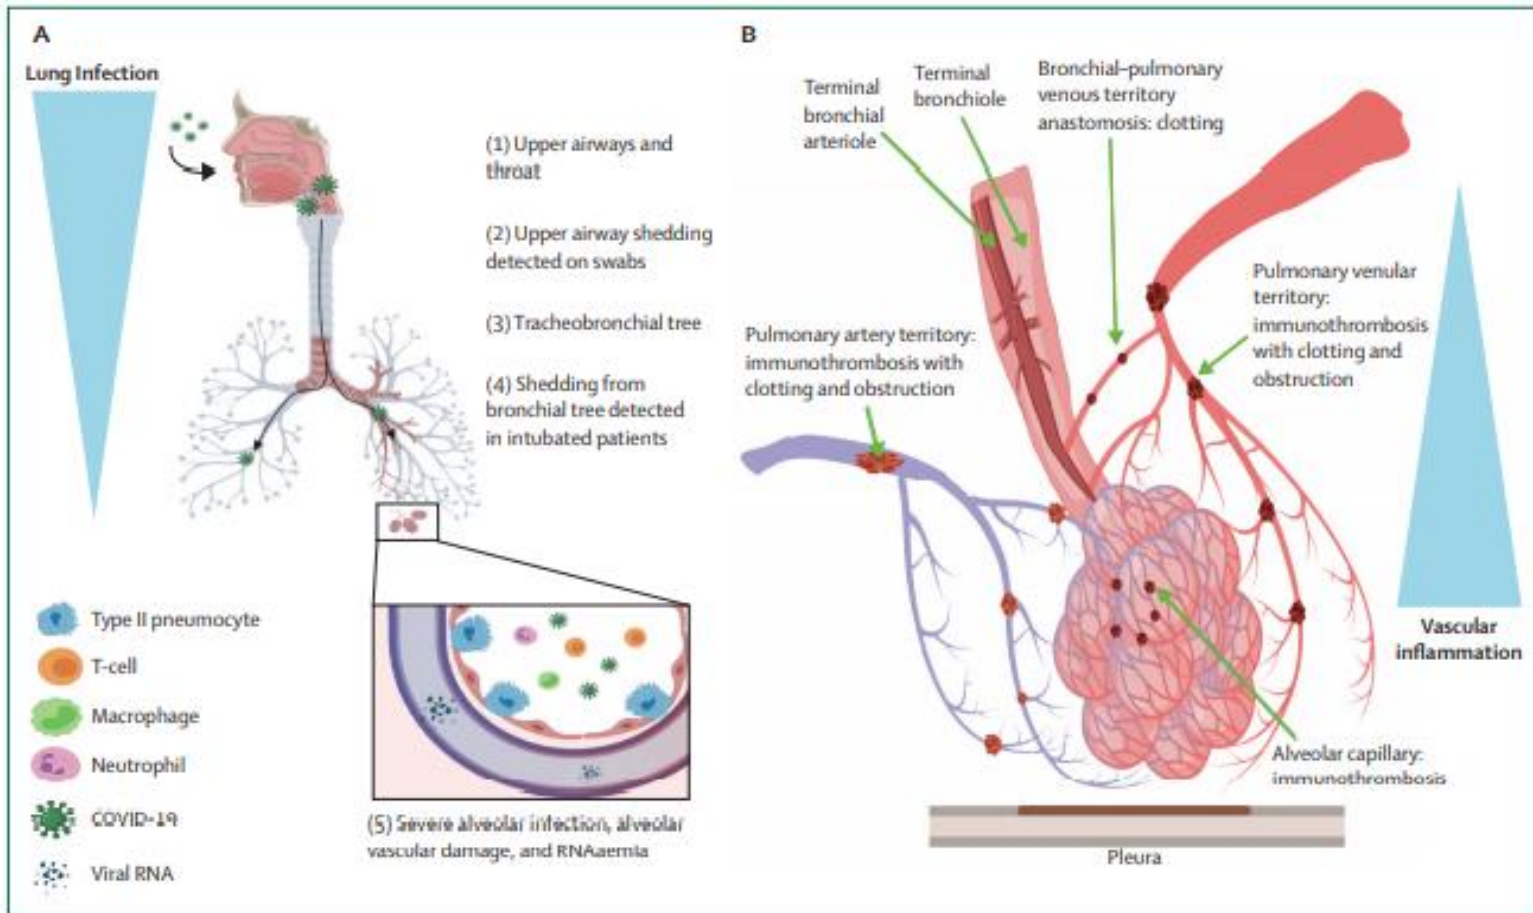 A
Lung Infection
(1) Upper airways and
throat
(2) Upper airway shedding
detected on swabs
(3) Tracheobronchial tree
(4) Shedding from
bronchial tree detected
in intubated patients
Type II pneumocyte
T-cell
Macrophage
Neutrophil
COVID-19
Viral RNA
(5) Severe alveolar infection, alveolar
vascular damage, and RNAaemia
B
Terminal
bronchial
arteriole
Terminal
bronchiole
Bronchial–pulmonary
venous territory
anastomosis: clotting
Pulmonary artery territory:
immunothrombosis with
clotting and obstruction
Pulmonary venular
territory:
immunothrombosis
with clotting and
obstruction
Vascular
inflammation
Alveolar capillary:
immunothrombosis
Pleura